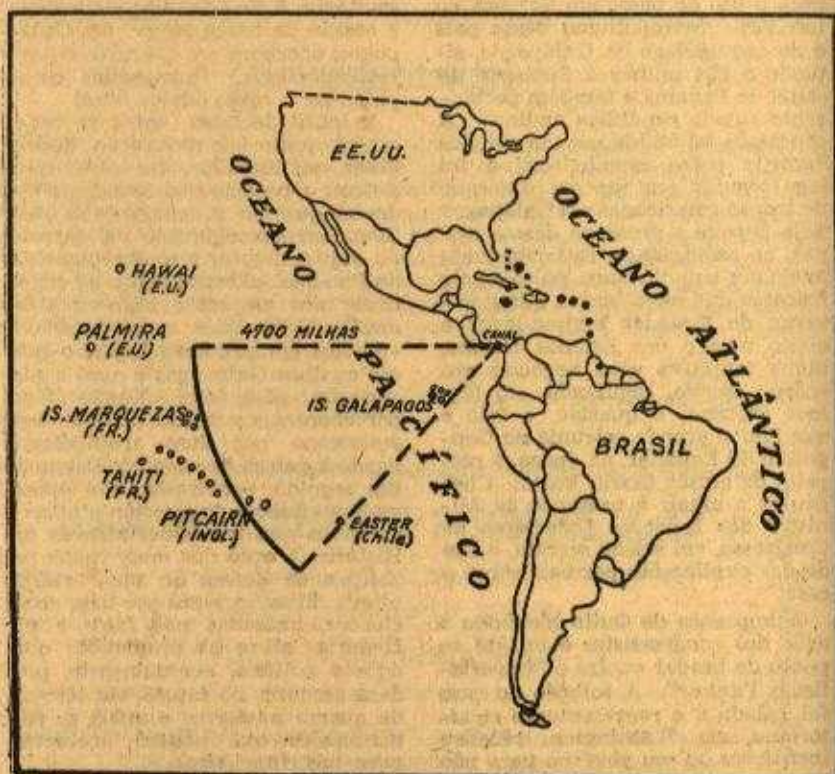 EE.UU.
OCEANO
OCEANO ATLÂNTICO
HAWAI
(E.U.)
PALMIRA
(E.U.)
4700 MILHAS
CANAL
PACÍFICO
IS. GALAPAGOS
IS. MARQUEZAS
(FR.)
BRASIL
TAHITI
(FR.)
PITCAIRN
(INGL.)
EASTER
(Chile)